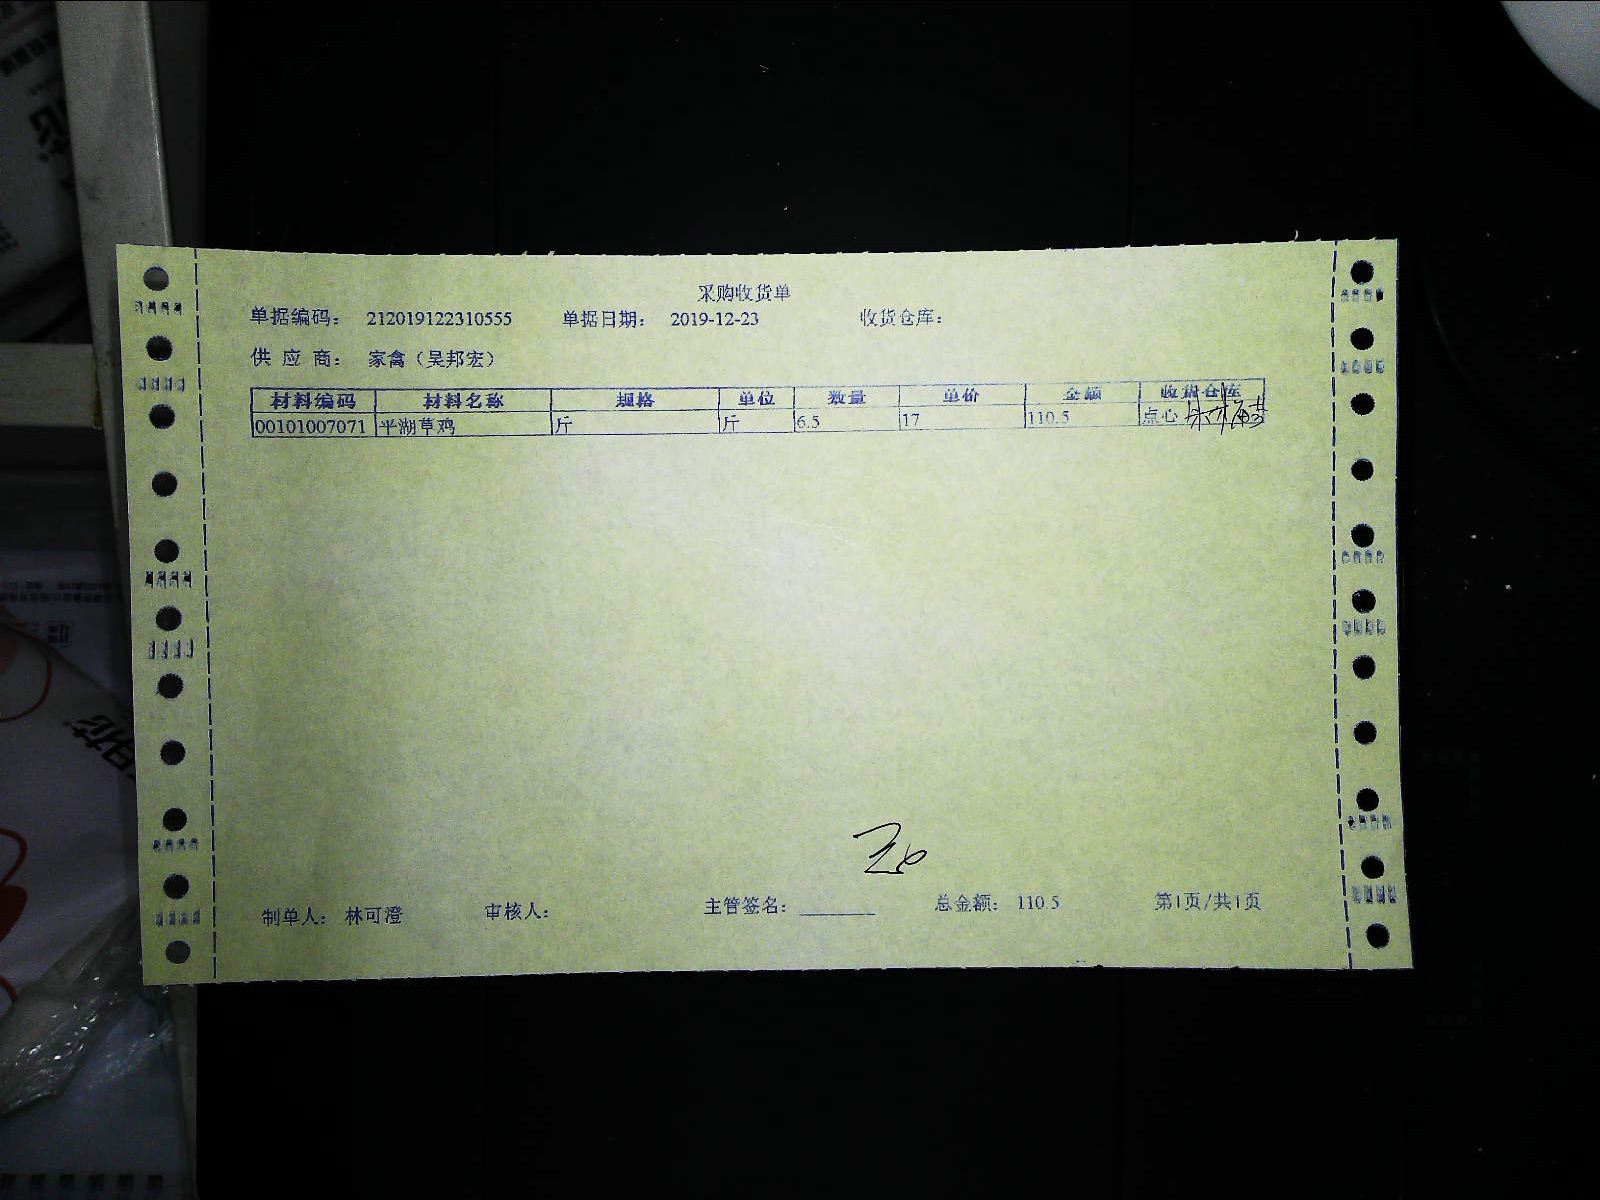 采购收货单
单据编码： 212019122310555 单据日期： 2019-12-23 收货仓库：
供 应 商： 家禽（吴邦宏）
材料编码 材料名称 规格 单位 数量 单价 金额 收货仓库
00101007071 平湖草鸡 斤 斤 6.5 17 110.5 点心
制单人： 林可澄 审核人： 主管签名： 总金额： 110.5 第1页/共1页